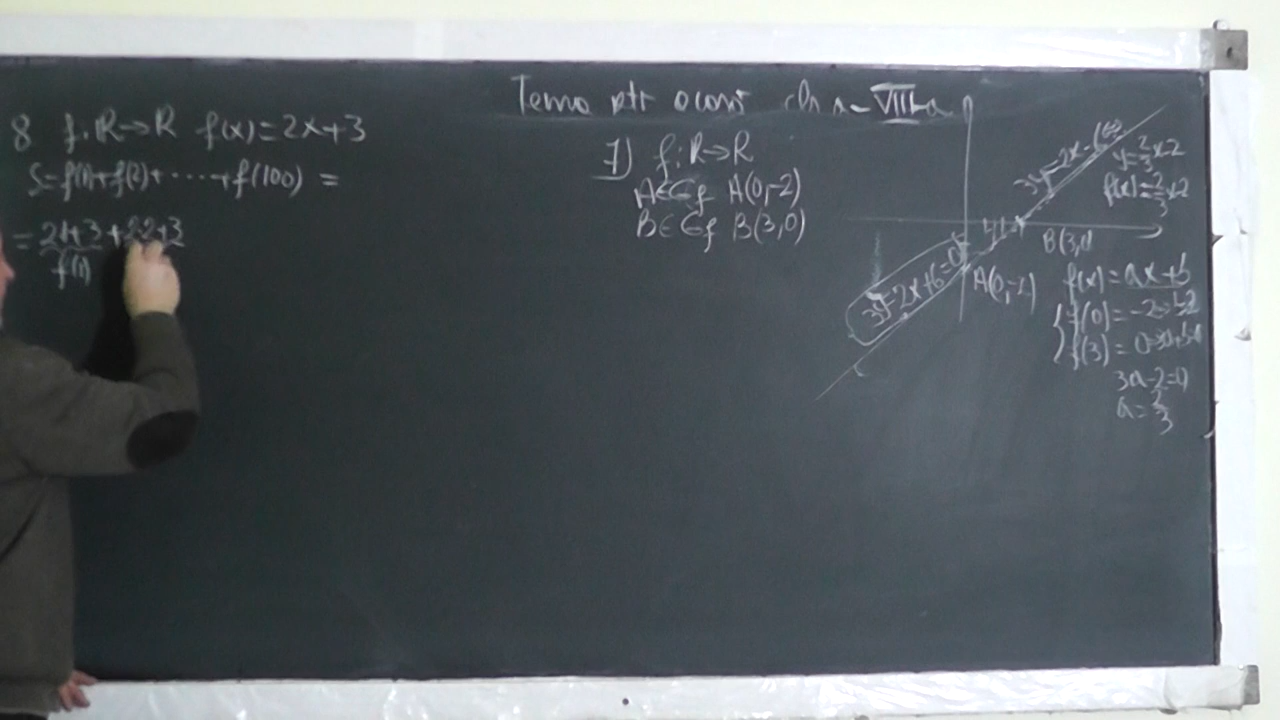 Tema ptr acasă cls a-VIII-a
8 f:R→R f(x)=2x+3
S=f(1)+f(2)+.....+f(100) =
= 2·1+3 + 2·2+3
f(1)
7) f:R→R
A∈Gf A(0,-2)
B∈Gf B(3,0)
y=2/3x-2
f(x)=2/3x-2
B(3,0)
3y-2x+6=0
A(0,-2)
f(x)=ax+b
f(0)=-2=b
f(3)=0
3a-2=0
a=2/3